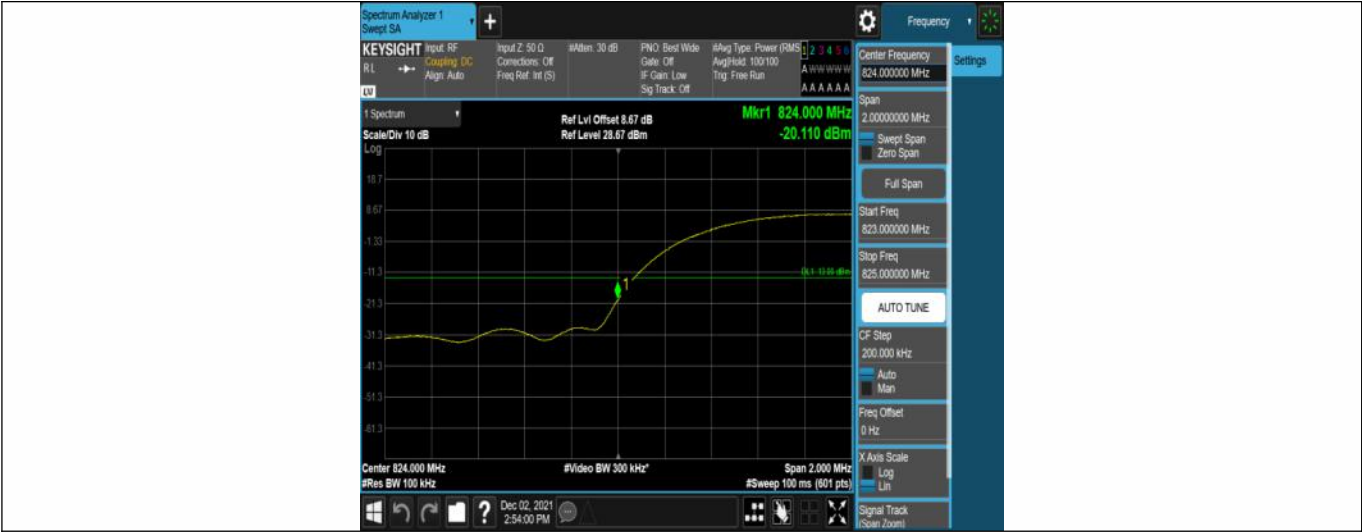 Spectrum Analyzer 1
Swept SA
+
Frequency
KEYSIGHT
RL
Input: RF
Coupling: DC
Align: Auto
Input Z: 50 Ω
Corrections: Off
Freq Ref: Int (S)
#Atten: 30 dB
PNO: Best Wide
Gate: Off
IF Gain: Low
Sig Track: Off
#Avg Type: Power (RMS
Avg|Hold: 100/100
Trig: Free Run
1 2 3 4 5 6
A W W W W W
A A A A A A
1 Spectrum
Scale/Div 10 dB
Log
Ref Lvl Offset 8.67 dB
Ref Level 28.67 dBm
Mkr1 824.000 MHz
-20.110 dBm
18.7
8.67
-1.33
-11.3
-21.3
-31.3
-41.3
-51.3
-61.3
1
Center 824.000 MHz
#Res BW 100 kHz
#Video BW 300 kHz*
Span 2.000 MHz
#Sweep 100 ms (601 pts)
?
Dec 02, 2021
2:54:00 PM
Center Frequency
824.000000 MHz
Span
2.00000000 MHz
Swept Span
Zero Span
Full Span
Start Freq
823.000000 MHz
Stop Freq
825.000000 MHz
AUTO TUNE
CF Step
200.000 kHz
Auto
Man
Freq Offset
0 Hz
X Axis Scale
Log
Lin
Signal Track
(Span Zoom)
Settings